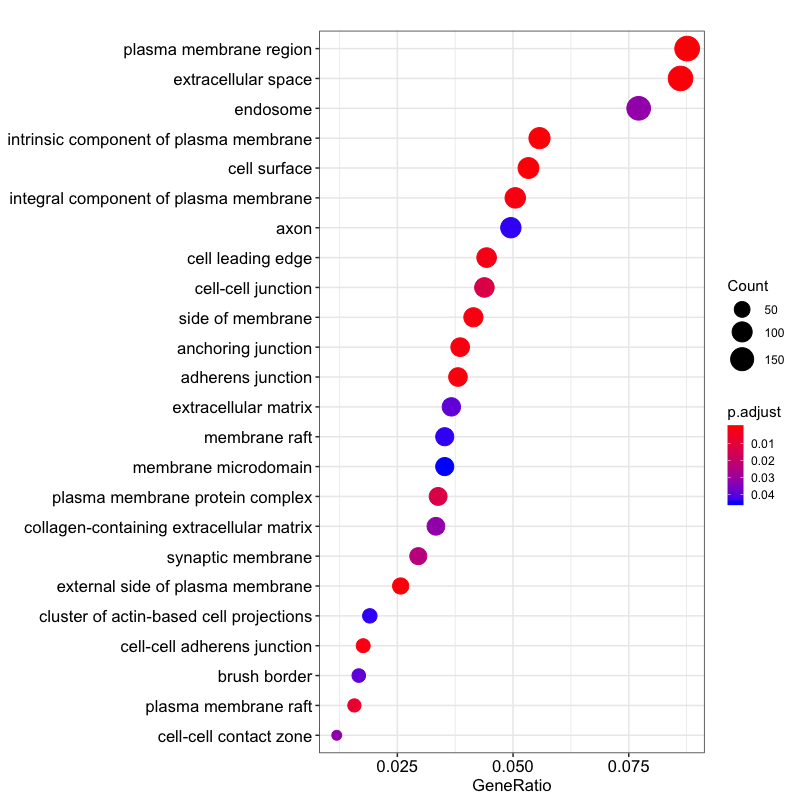 plasma membrane region
extracellular space
endosome
intrinsic component of plasma membrane
cell surface
integral component of plasma membrane
axon
cell leading edge
cell-cell junction
side of membrane
anchoring junction
adherens junction
extracellular matrix
membrane raft
membrane microdomain
plasma membrane protein complex
collagen-containing extracellular matrix
synaptic membrane
external side of plasma membrane
cluster of actin-based cell projections
cell-cell adherens junction
brush border
plasma membrane raft
cell-cell contact zone
0.025 0.050 0.075
GeneRatio
Count
50
100
150
p.adjust
0.01
0.02
0.03
0.04